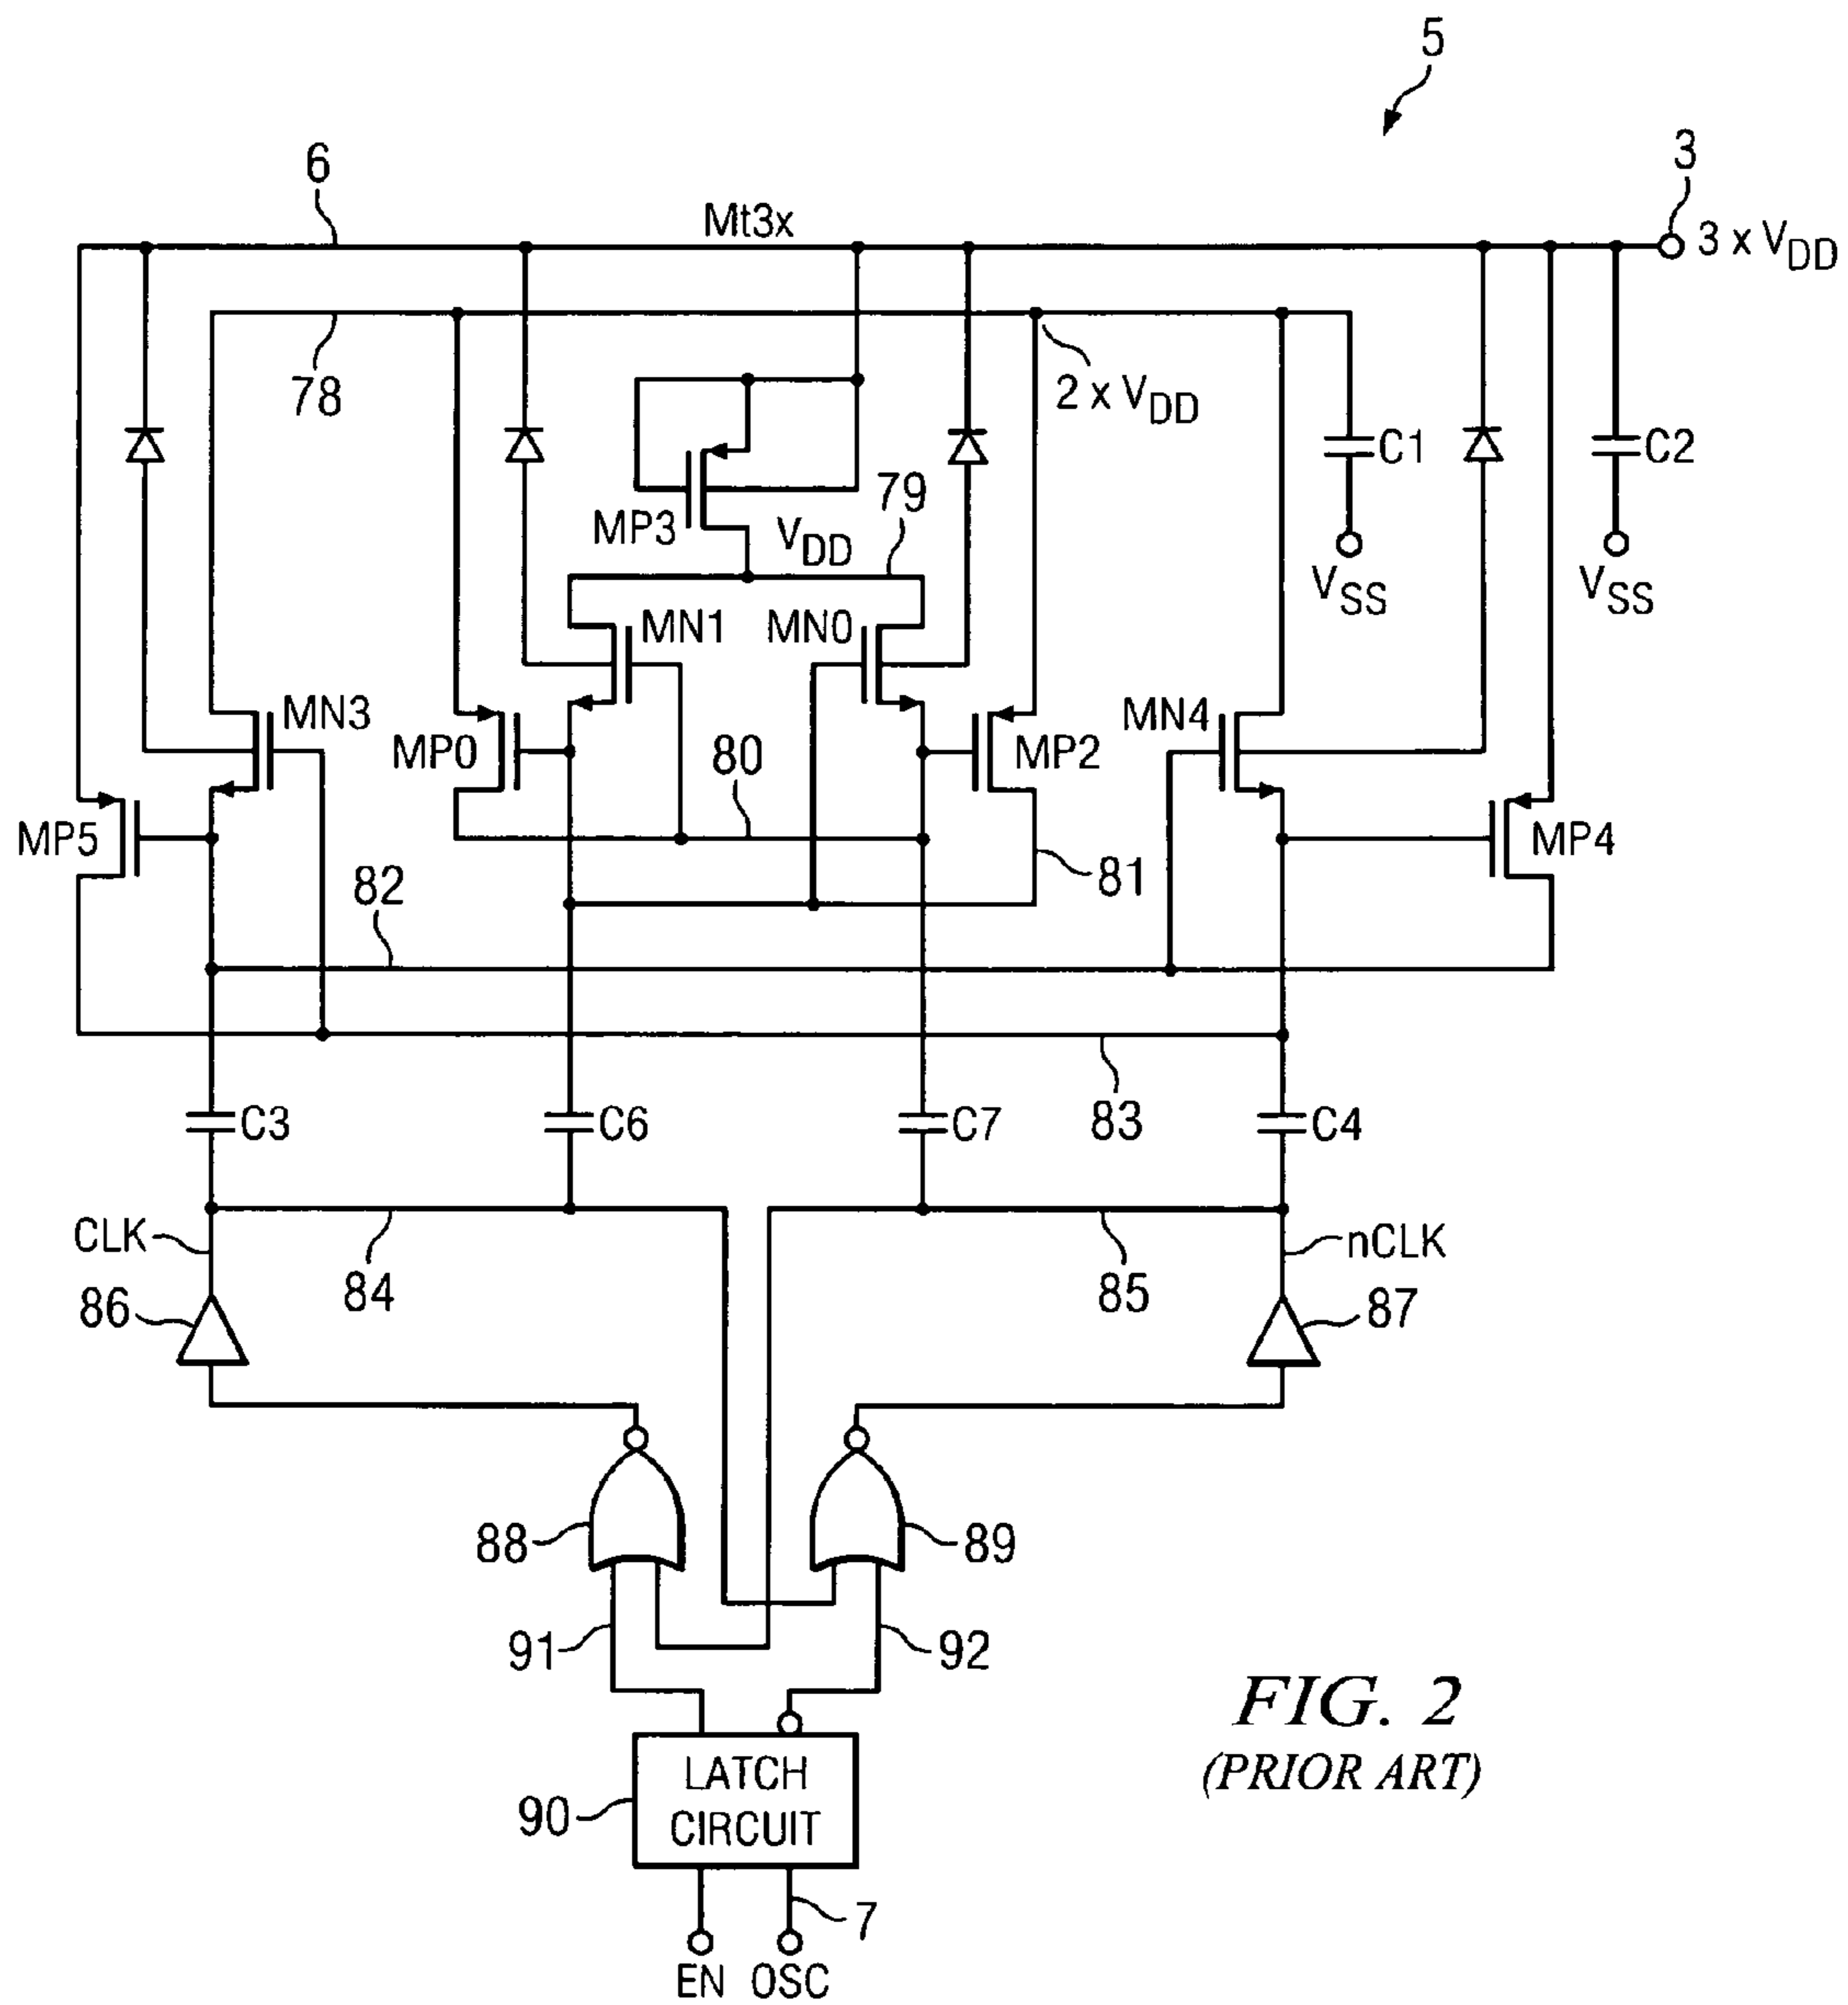 5
6
Mt3x
3
3 x VDD
78
2 x VDD
C1
C2
MP3
VDD
79
VSS
VSS
MN1
MN0
MN3
MP0
80
MP2
MN4
MP5
82
81
MP4
C3
C6
C7
83
C4
CLK
84
85
nCLK
86
87
88
89
91
92
LATCH
CIRCUIT
90
7
EN
OSC
FIG. 2
(PRIOR ART)